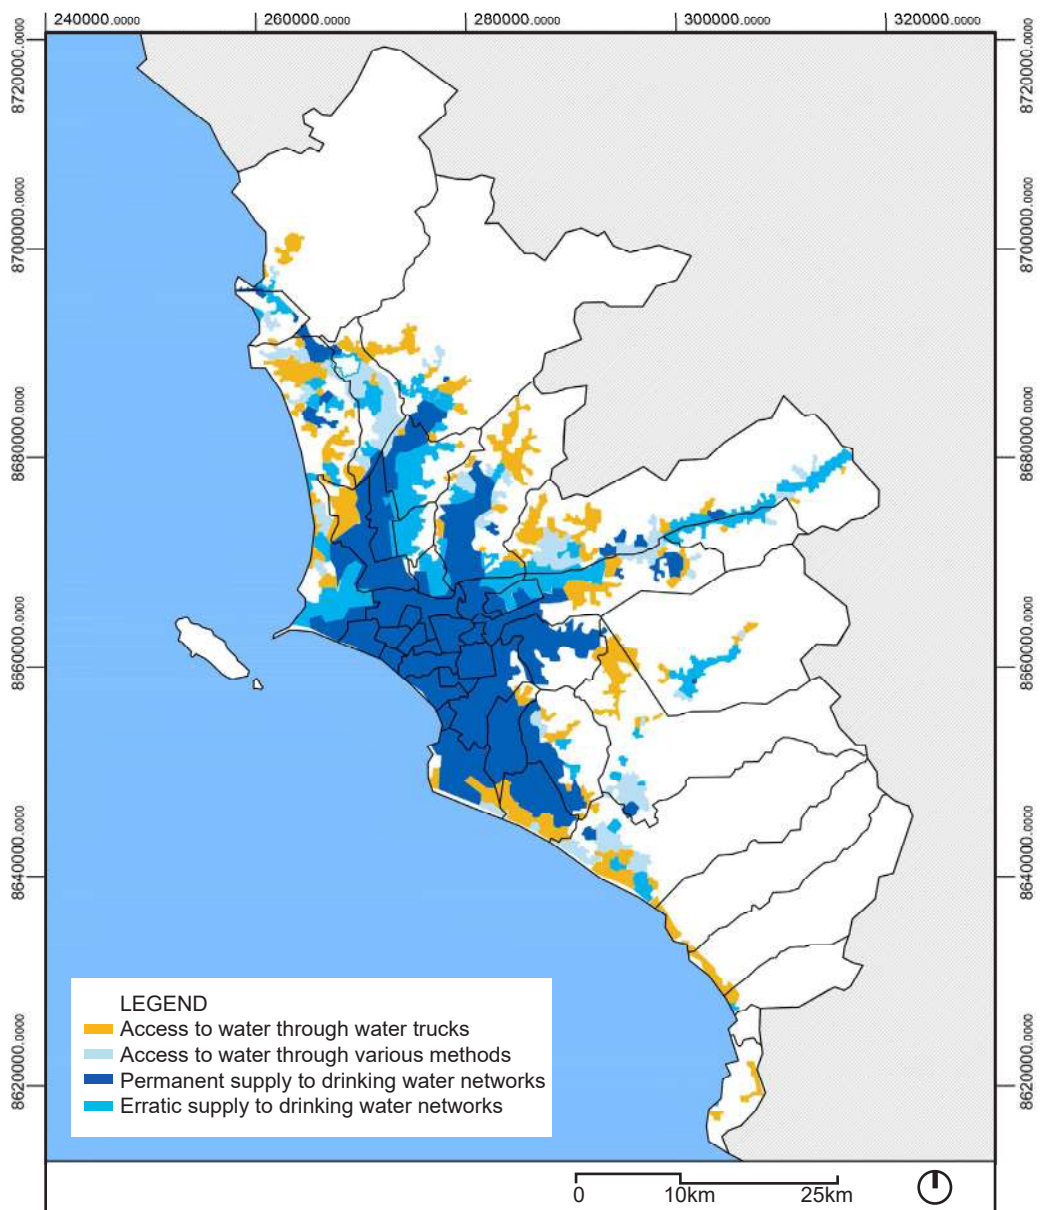 240000.0000 260000.0000 280000.0000 300000.0000 320000.0000
8720000.0000 8720000.0000
8700000.0000 8700000.0000
8680000.0000 8680000.0000
8660000.0000 8660000.0000
8640000.0000 8640000.0000
8620000.0000 8620000.0000
LEGEND
Access to water through water trucks
Access to water through various methods
Permanent supply to drinking water networks
Erratic supply to drinking water networks
0 10km 25km